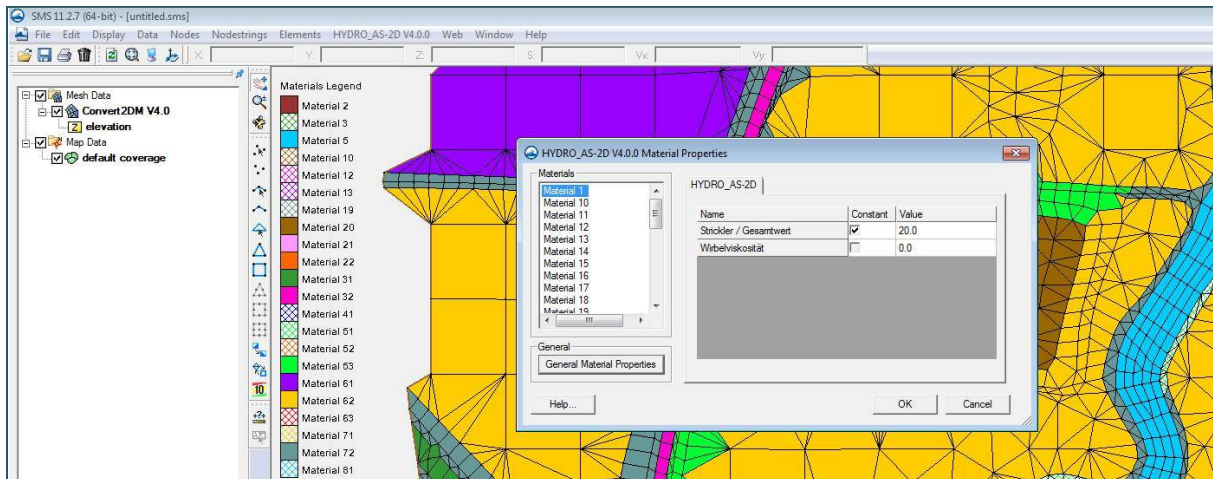 SMS 11.2.7 (64-bit) - [untitled.sms]
File Edit Display Data Nodes Nodestrings Elements HYDRO_AS-2D V4.0.0 Web Window Help
X: Y: Z: S: Vx: Vy:
Mesh Data
Convert2DM V4.0
Z elevation
Map Data
default coverage
10
Materials Legend
Material 2
Material 3
Material 5
Material 10
Material 12
Material 13
Material 19
Material 20
Material 21
Material 22
Material 31
Material 32
Material 41
Material 51
Material 52
Material 53
Material 61
Material 62
Material 63
Material 71
Material 72
Material 81
HYDRO_AS-2D V4.0.0 Material Properties
Materials
Material 1
Material 10
Material 11
Material 12
Material 13
Material 14
Material 15
Material 16
Material 17
Material 18
Material 19
General
General Material Properties
HYDRO_AS-2D
Name Constant Value
Strickler / Gesamtwert 20.0
Wirbelviskosität 0.0
Help... OK Cancel